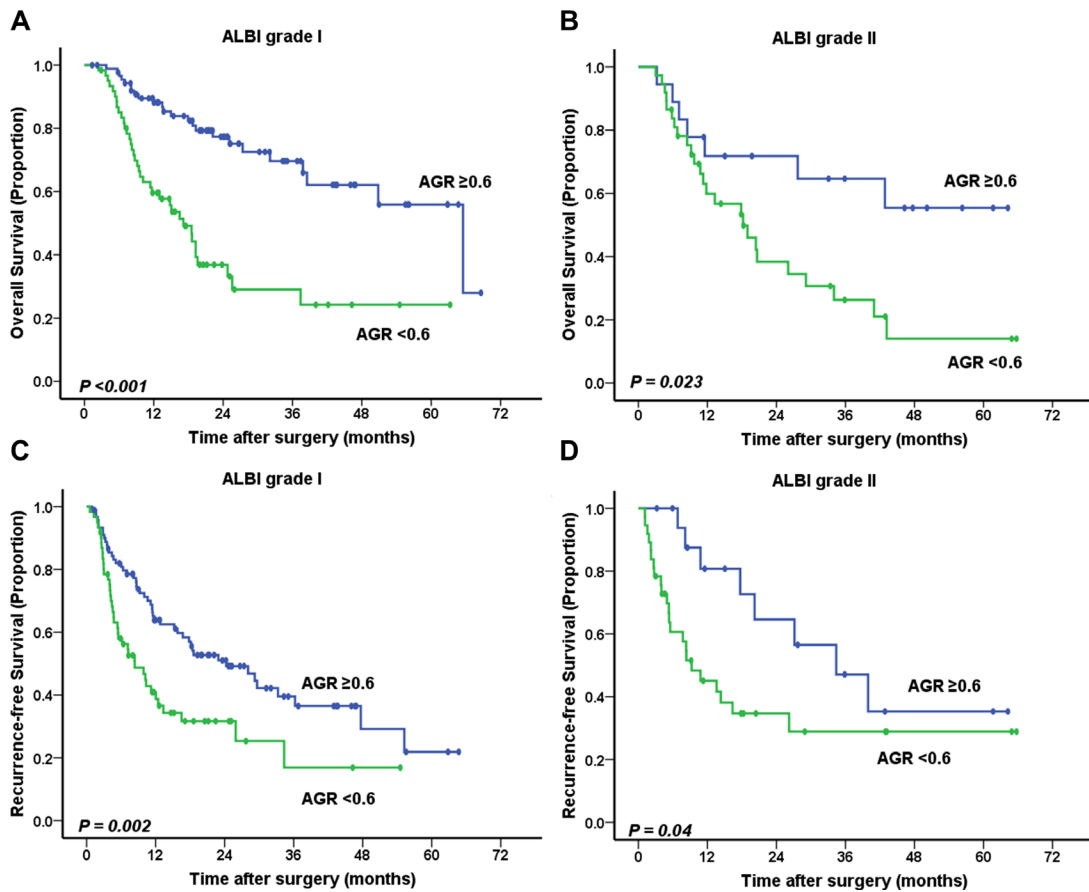 A
ALBI grade I
Overall Survival (Proportion)
1.0
0.8
0.6
0.4
0.2
0.0
AGR ≥0.6
AGR <0.6
P <0.001
0 12 24 36 48 60 72
Time after surgery (months)
B
ALBI grade II
Overall Survival (Proportion)
1.0
0.8
0.6
0.4
0.2
0.0
AGR ≥0.6
AGR <0.6
P = 0.023
0 12 24 36 48 60 72
Time after surgery (months)
C
ALBI grade I
Recurrence-free Survival (Proportion)
1.0
0.8
0.6
0.4
0.2
0.0
AGR ≥0.6
AGR <0.6
P = 0.002
0 12 24 36 48 60 72
Time after surgery (months)
D
ALBI grade II
Recurrence-free Survival (Proportion)
1.0
0.8
0.6
0.4
0.2
0.0
AGR ≥0.6
AGR <0.6
P = 0.04
0 12 24 36 48 60 72
Time after surgery (months)